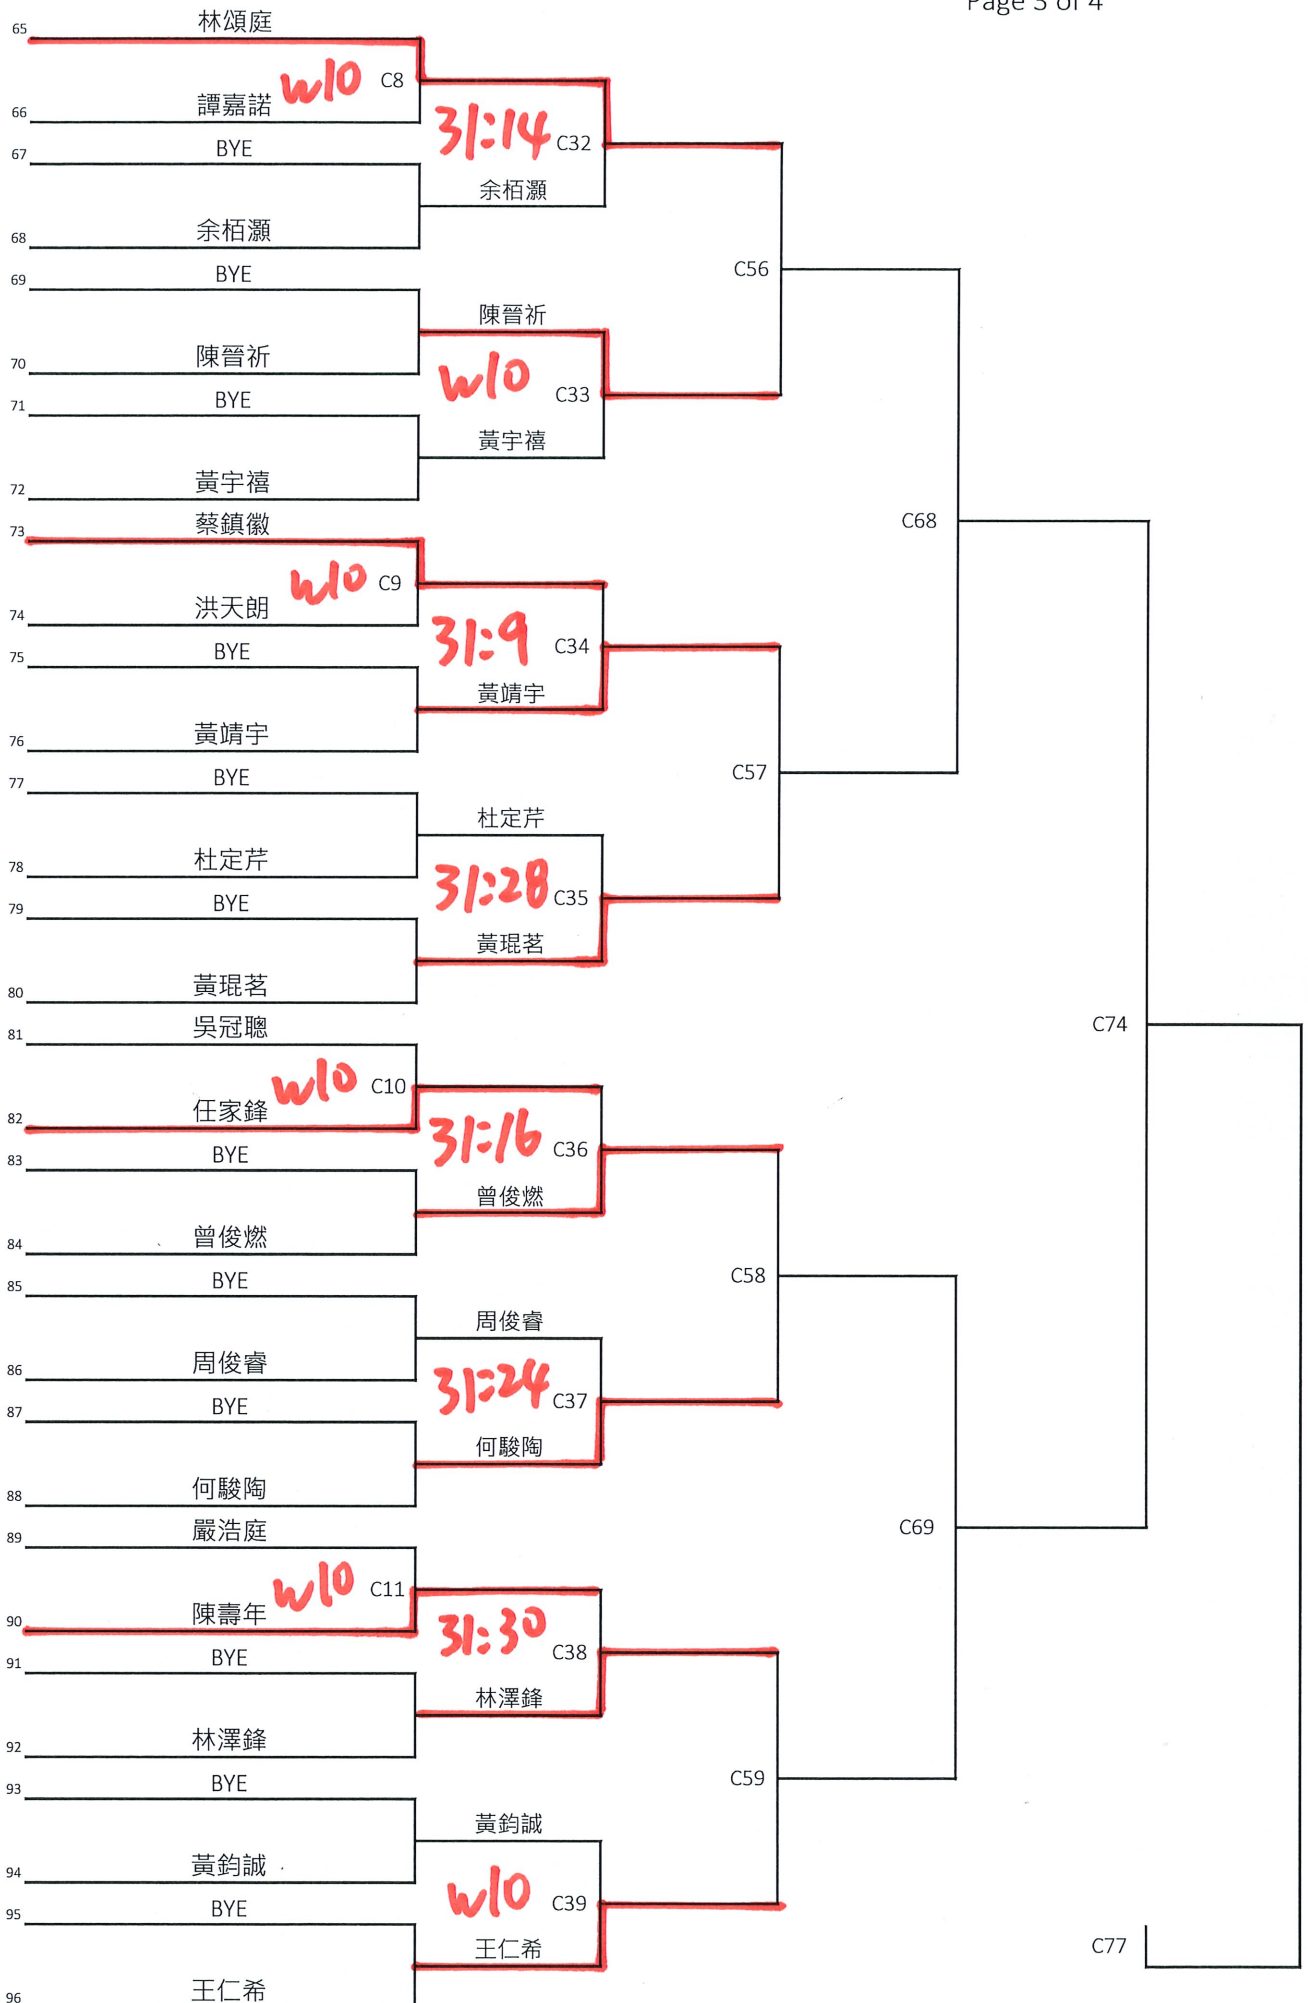 Page 3 of 4
65 林頌庭
w/o C8
66 譚嘉諾
31:14 C32
67 BYE
余栢灝
68 余栢灝
C56
69 BYE
陳晉祈
70 陳晉祈
w/o C33
71 BYE
黃宇禧
72 黃宇禧
C68
73 蔡鎮徽
w/o C9
74 洪天朗
31:9 C34
75 BYE
黃靖宇
76 黃靖宇
C57
77 BYE
杜定芹
78 杜定芹
31:28 C35
79 BYE
黃琨茗
80 黃琨茗
C74
81 吳冠聰
w/o C10
82 任家鋒
31:16 C36
83 BYE
曾俊燃
84 曾俊燃
C58
85 BYE
周俊睿
86 周俊睿
31:24 C37
87 BYE
何駿陶
88 何駿陶
C69
89 嚴浩庭
w/o C11
90 陳壽年
31:30 C38
91 BYE
林澤鋒
92 林澤鋒
C59
93 BYE
黃鈞誠
94 黃鈞誠
w/o C39
95 BYE
王仁希
C77
96 王仁希